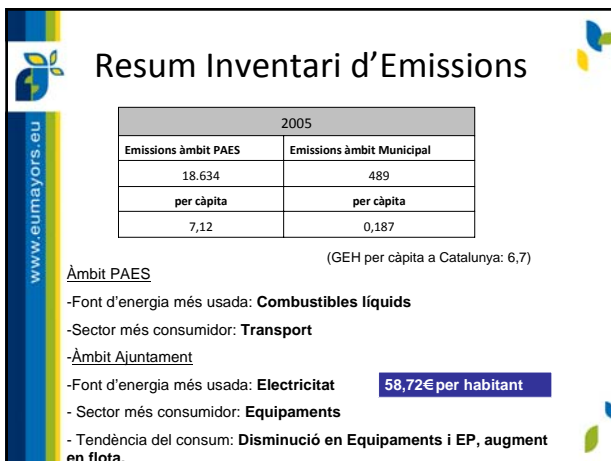 www.eumayors.eu
Resum Inventari d'Emissions
2005
Emissions àmbit PAES Emissions àmbit Municipal
18.634 489
per càpita per càpita
7,12 0,187
(GEH per càpita a Catalunya: 6,7)
Àmbit PAES
-Font d'energia més usada: Combustibles líquids
-Sector més consumidor: Transport
-Àmbit Ajuntament
-Font d'energia més usada: Electricitat 58,72€ per habitant
- Sector més consumidor: Equipaments
- Tendència del consum: Disminució en Equipaments i EP, augment
en flota.